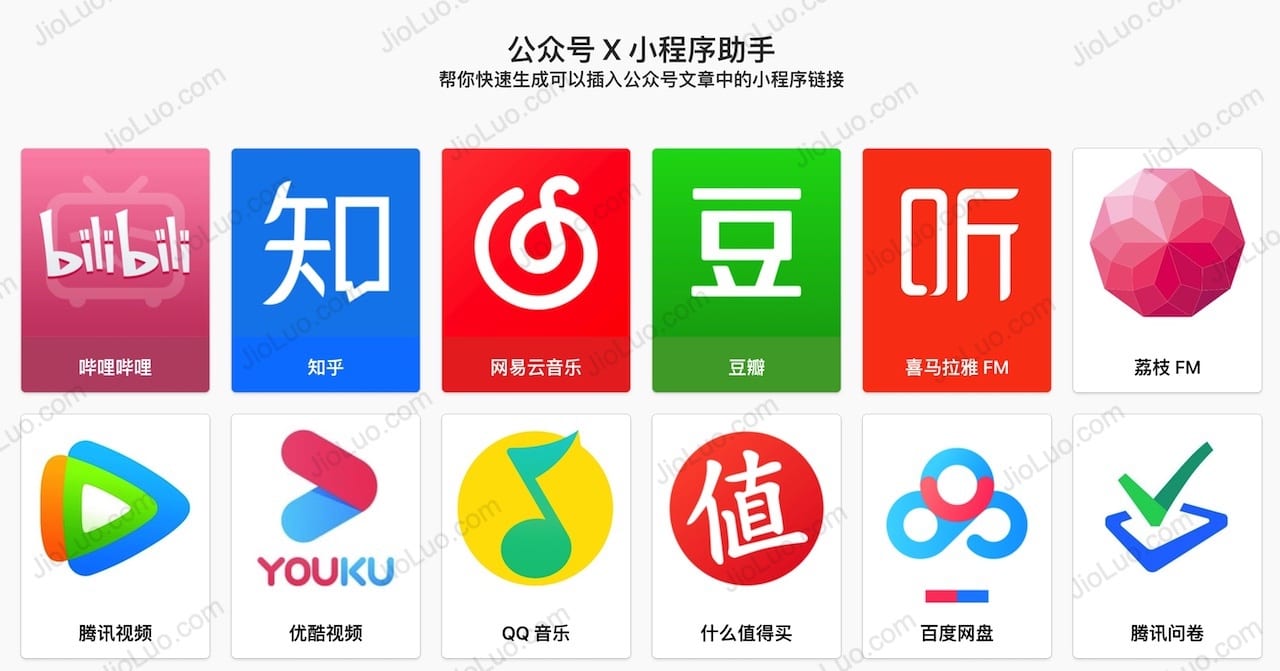 公众号 X 小程序助手
帮你快速生成可以插入公众号文章中的小程序链接
bilibili
知
豆
听
哔哩哔哩
知乎
网易云音乐
豆瓣
喜马拉雅 FM
荔枝 FM
YOUKU
值
腾讯视频
优酷视频
QQ 音乐
什么值得买
百度网盘
腾讯问卷
JioLuo.com